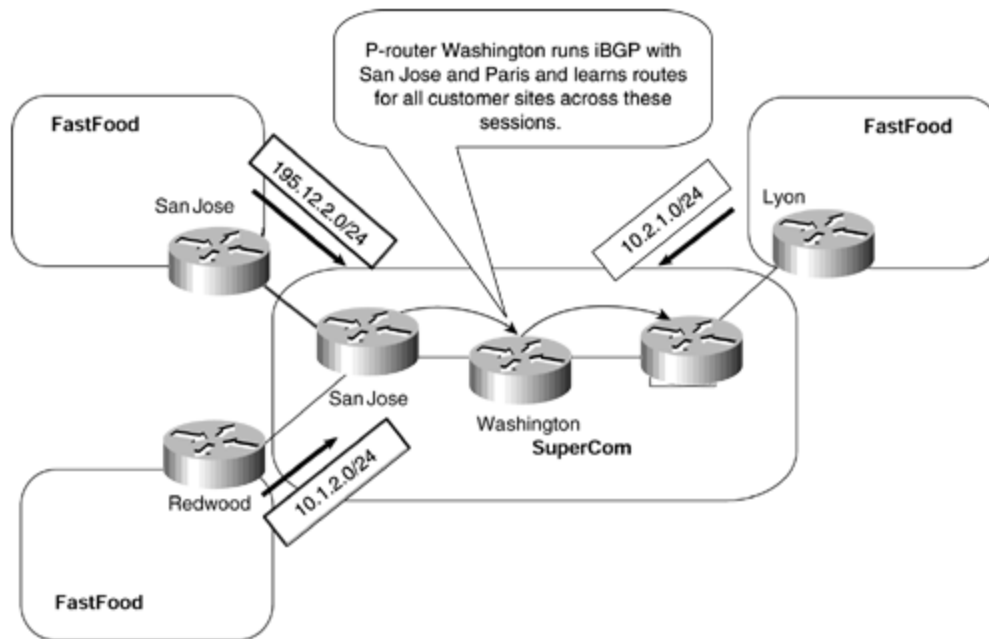 P-router Washington runs iBGP with
San Jose and Paris and learns routes
for all customer sites across these
sessions.
FastFood
FastFood
195.12.2.0/24
10.2.1.0/24
San Jose
Lyon
San Jose
Washington
SuperCom
Redwood
10.1.2.0/24
FastFood